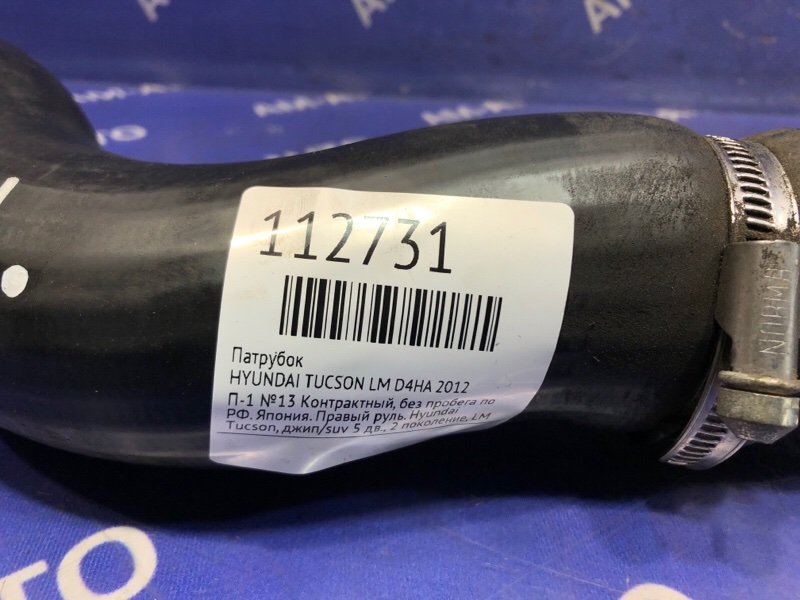 112731
Патрубок
HYUNDAI TUCSON LM D4HA 2012
П-1 №13 Контрактный, без пробега по
РФ. Япония. Правый руль. Hyundai
Tucson, джип/suv 5 дв., 2 поколение, LM
NORMA